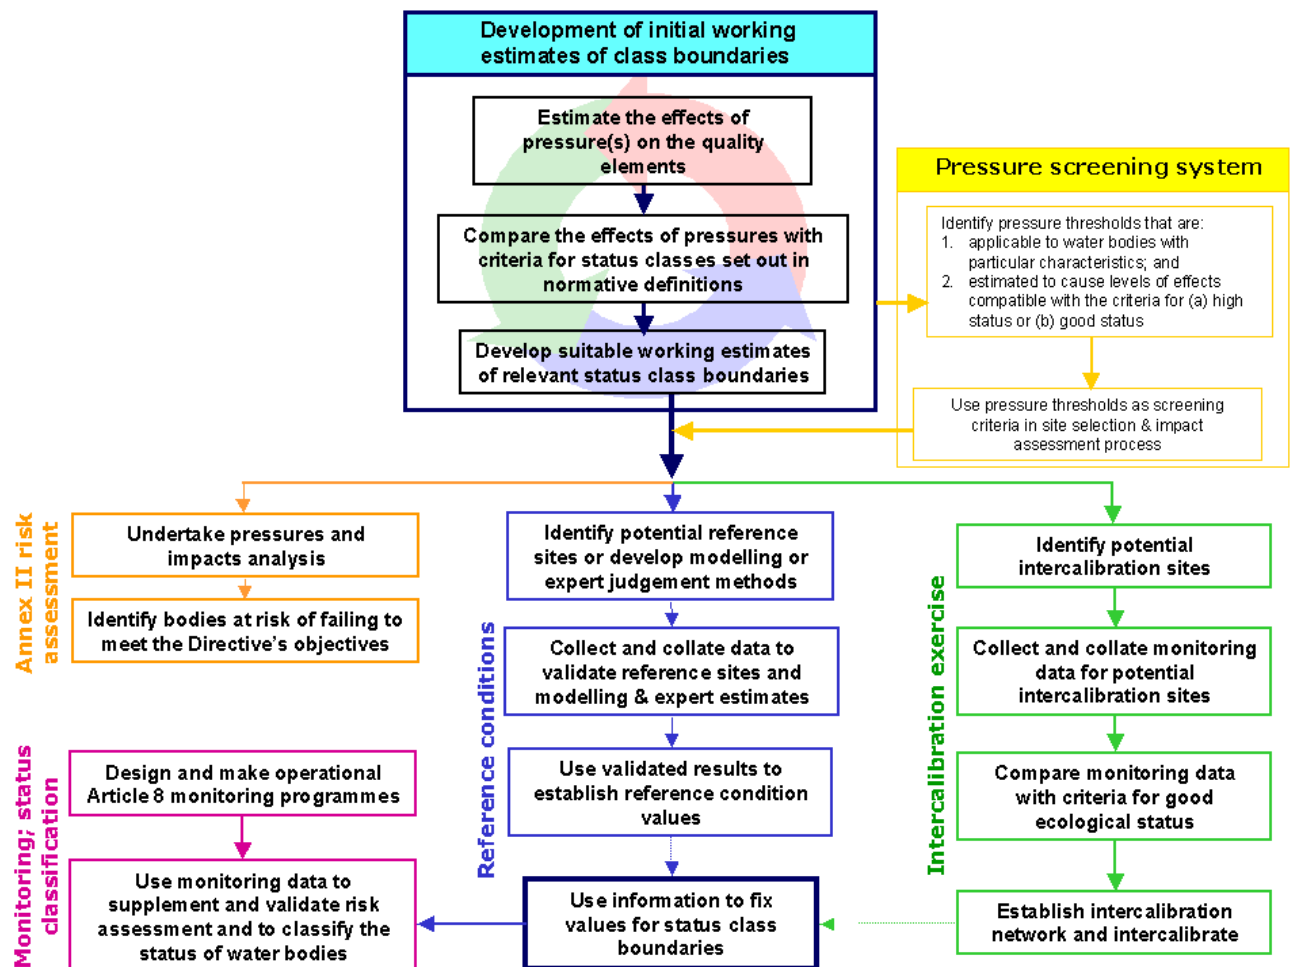 Development of initial working
estimates of class boundaries
Estimate the effects of
pressure(s) on the quality
elements
Compare the effects of pressures with
criteria for status classes set out in
normative definitions
Develop suitable working estimates
of relevant status class boundaries
Pressure screening system
Identify pressure thresholds that are:
1. applicable to water bodies with
particular characteristics; and
2. estimated to cause levels of effects
compatible with the criteria for (a) high
status or (b) good status
Use pressure thresholds as screening
criteria in site selection & impact
assessment process
Annex II risk
assessment
Undertake pressures and
impacts analysis
Identify bodies at risk of failing to
meet the Directive's objectives
Monitoring; status
classification
Design and make operational
Article 8 monitoring programmes
Use monitoring data to
supplement and validate risk
assessment and to classify the
status of water bodies
Reference conditions
Identify potential reference
sites or develop modelling or
expert judgement methods
Collect and collate data to
validate reference sites and
modelling & expert estimates
Use validated results to
establish reference condition
values
Use information to fix
values for status class
boundaries
Intercalibration exercise
Identify potential
intercalibration sites
Collect and collate monitoring
data for potential
intercalibration sites
Compare monitoring data
with criteria for good
ecological status
Establish intercalibration
network and intercalibrate